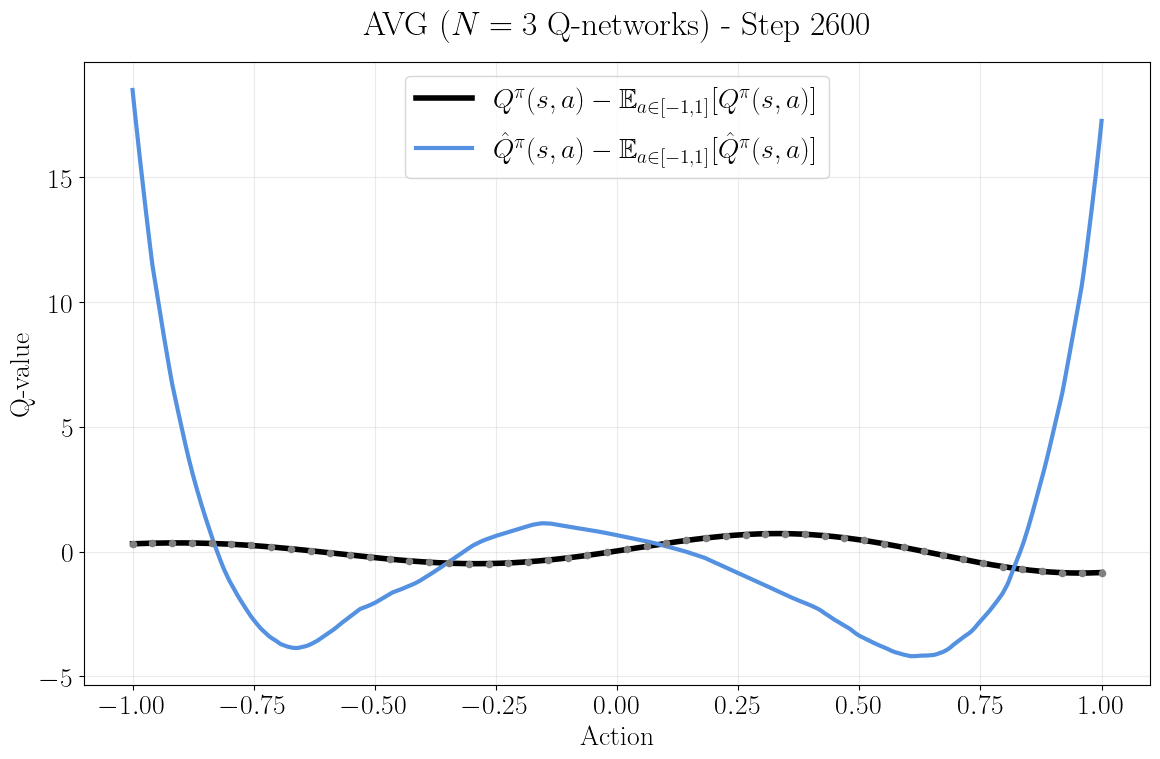 AVG (N = 3 Q-networks) - Step 2600
Q^π(s, a) − 𝔼_{a∈[−1,1]}[Q^π(s, a)]
Q̂^π(s, a) − 𝔼_{a∈[−1,1]}[Q̂^π(s, a)]
Q-value
15
10
5
0
−5
−1.00 −0.75 −0.50 −0.25 0.00 0.25 0.50 0.75 1.00
Action